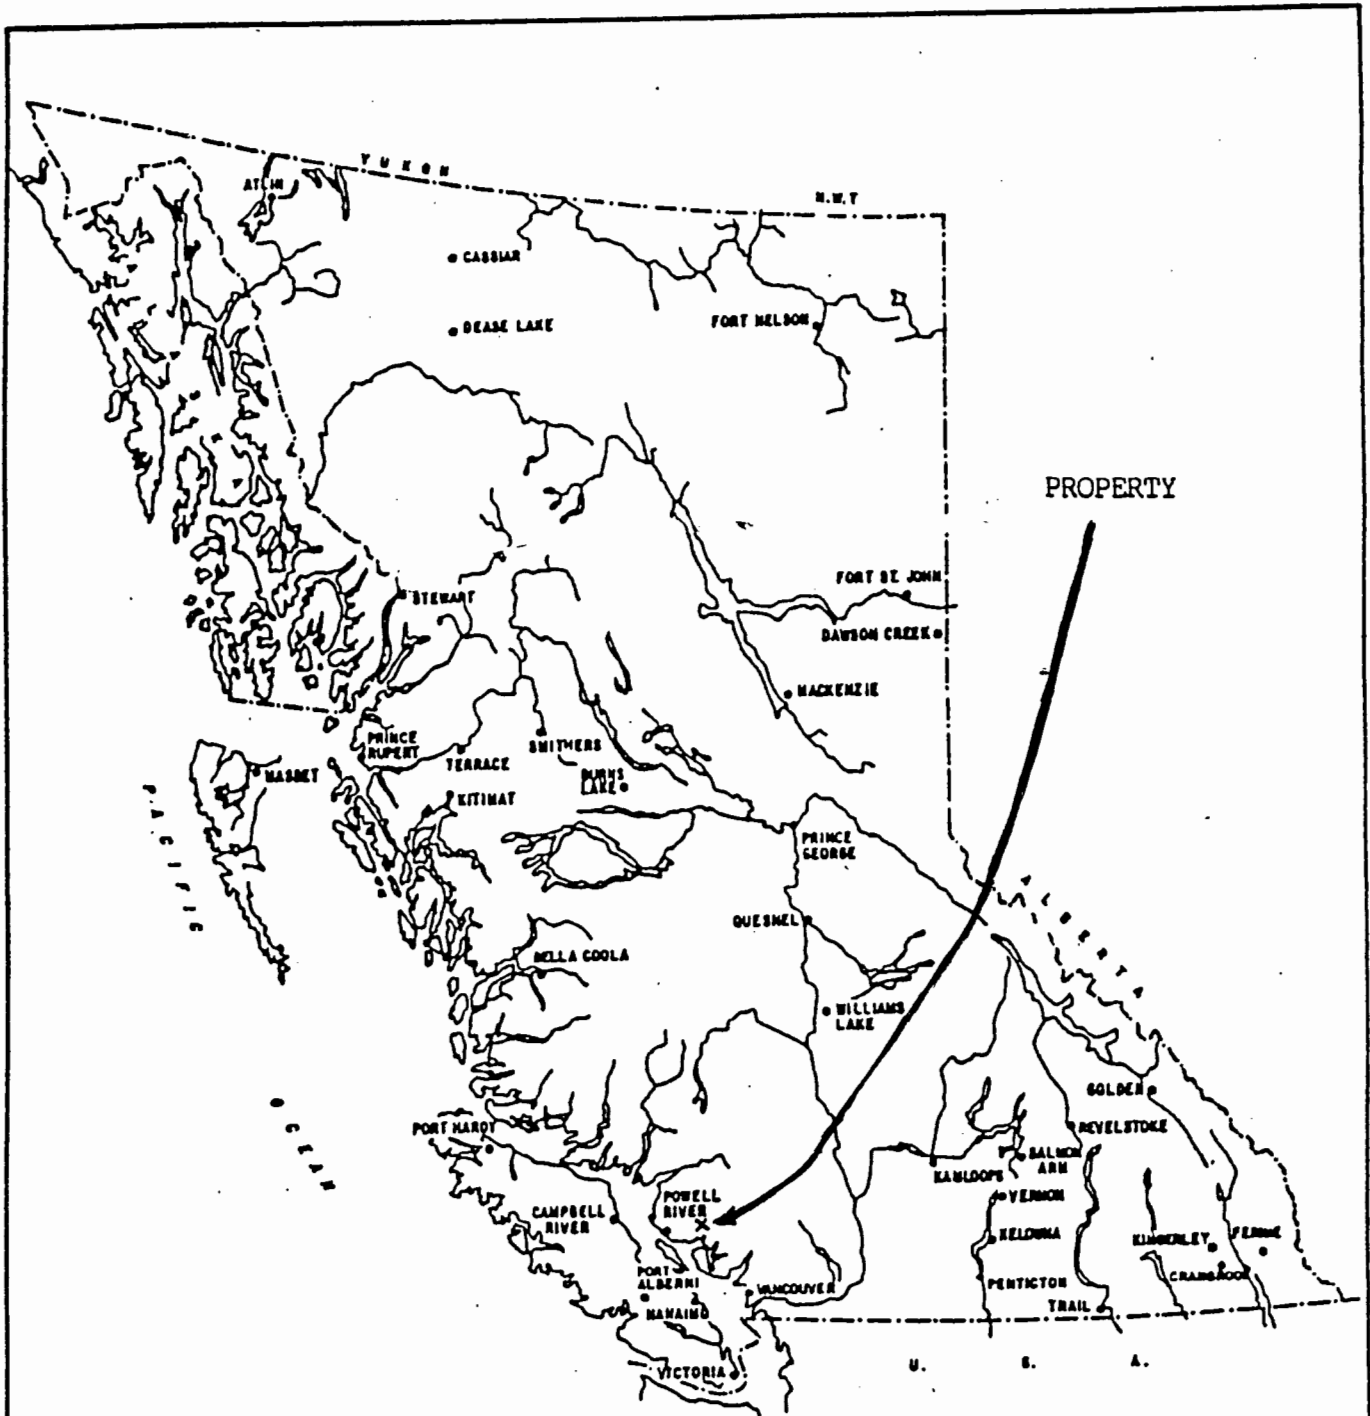 YUKON
N.W.T
ATLIN
CASSIAR
DEASE LAKE
FORT NELSON
PROPERTY
FORT ST. JOHN
STEWART
DAWSON CREEK
MACKENZIE
PRINCE
RUPERT
SMITHERS
TERRACE
MASSET
BURNS
LAKE
KITIMAT
PACIFIC
PRINCE
GEORGE
ALBERTA
QUESNEL
BELLA COOLA
WILLIAMS
LAKE
OCEAN
GOLDEN
PORT HARDY
REVELSTOKE
SALMON
ARM
KAMLOOPS
POWELL
RIVER
VERNON
CAMPBELL
RIVER
X
KELOWNA
KIMBERLEY
FERNIE
PORT
ALBERNI
CRANBROOK
PENTICTON
VANCOUVER
NANAIMO
TRAIL
U. S. A.
VICTORIA